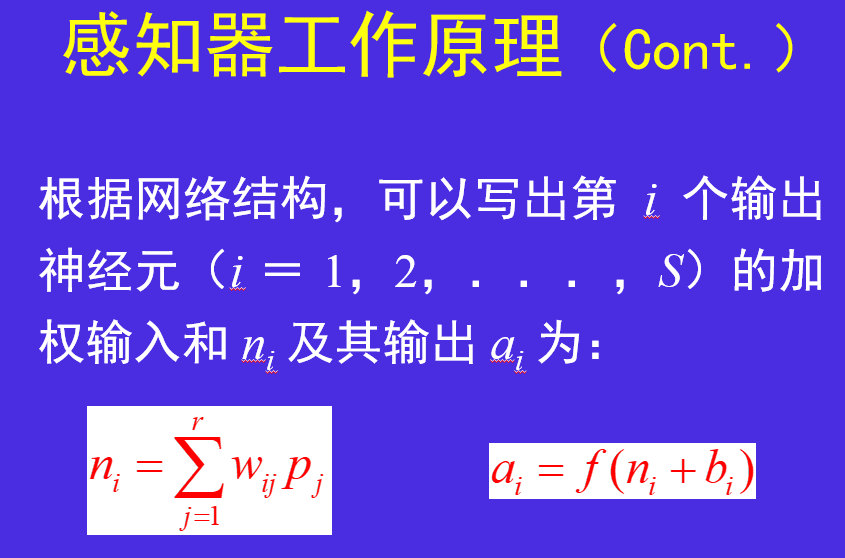 感知器工作原理（Cont.）
根据网络结构，可以写出第 i 个输出
神经元（i ＝ 1，2，．．．，S）的加
权输入和 nᵢ 及其输出 aᵢ 为：
n_i = \sum_{j=1}^{r} w_{ij} p_j
a_i = f(n_i + b_i)